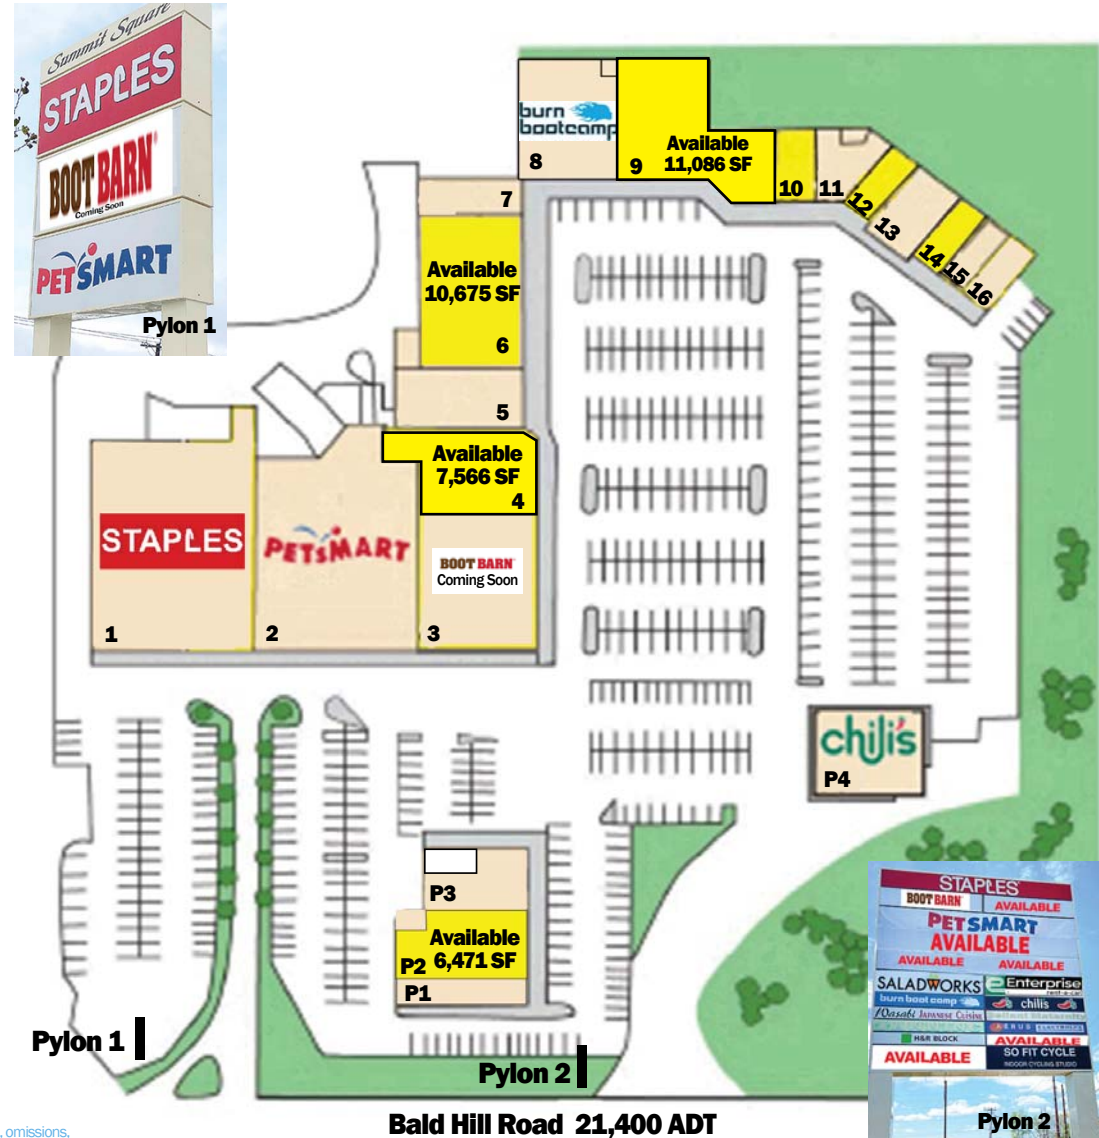 Summit Square
STAPLES
BOOT BARN
Coming Soon
PETSMART
Pylon 1
burn
bootcamp
8
9
Available
11,086 SF
10
11
12
13
14
15
16
7
Available
10,675 SF
6
5
Available
7,566 SF
4
STAPLES
PETSMART
BOOT BARN
Coming Soon
1
2
3
chili's
P4
P3
Available
P2 6,471 SF
P1
Pylon 1
Pylon 2
STAPLES
BOOT BARN
AVAILABLE
PETSMART
AVAILABLE
AVAILABLE
AVAILABLE
SALADWORKS
Enterprise
rent-a-car
burn boot camp
chilis
Wasabi JAPANESE CUISINE
H&R BLOCK
AVAILABLE
AVAILABLE
SO FIT CYCLE
INDOOR CYCLING STUDIO
Pylon 2
Bald Hill Road 21,400 ADT
, omissions,